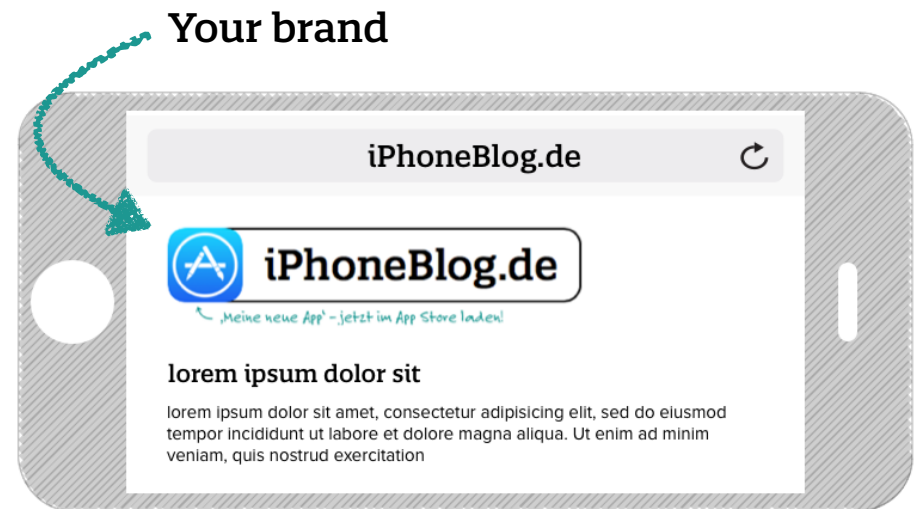 Your brand
iPhoneBlog.de
iPhoneBlog.de
‚Meine neue App‘ – jetzt im App Store laden!
lorem ipsum dolor sit
lorem ipsum dolor sit amet, consectetur adipisicing elit, sed do eiusmod
tempor incididunt ut labore et dolore magna aliqua. Ut enim ad minim
veniam, quis nostrud exercitation